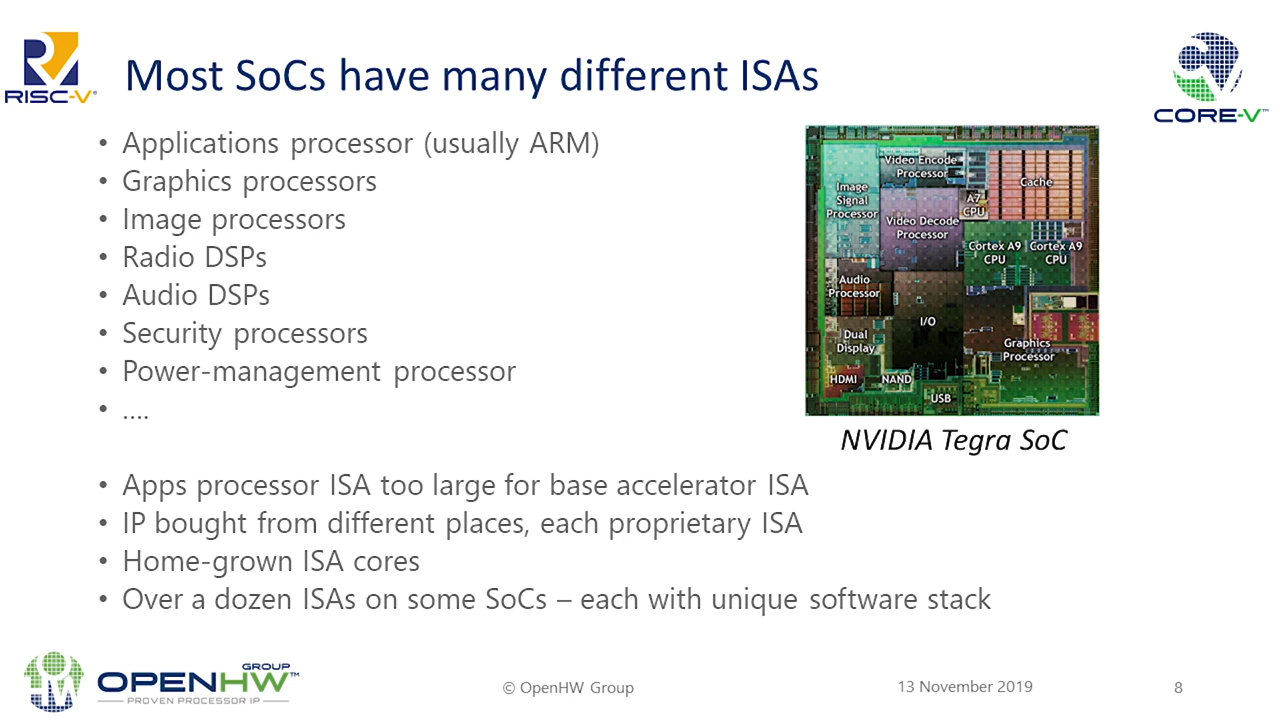 RISC-V®
Most SoCs have many different ISAs
CORE-V™
• Applications processor (usually ARM)
• Graphics processors
• Image processors
• Radio DSPs
• Audio DSPs
• Security processors
• Power-management processor
• ....
Video Encode
Processor
Image
Signal
Processor
A7
CPU
Cache
Video Decode
Processor
Cortex A9
CPU
Cortex A9
CPU
Audio
Processor
I/O
Dual
Display
Graphics
Processor
HDMI
NAND
USB
NVIDIA Tegra SoC
• Apps processor ISA too large for base accelerator ISA
• IP bought from different places, each proprietary ISA
• Home-grown ISA cores
• Over a dozen ISAs on some SoCs – each with unique software stack
OPENHW GROUP™
PROVEN PROCESSOR IP
© OpenHW Group
13 November 2019
8